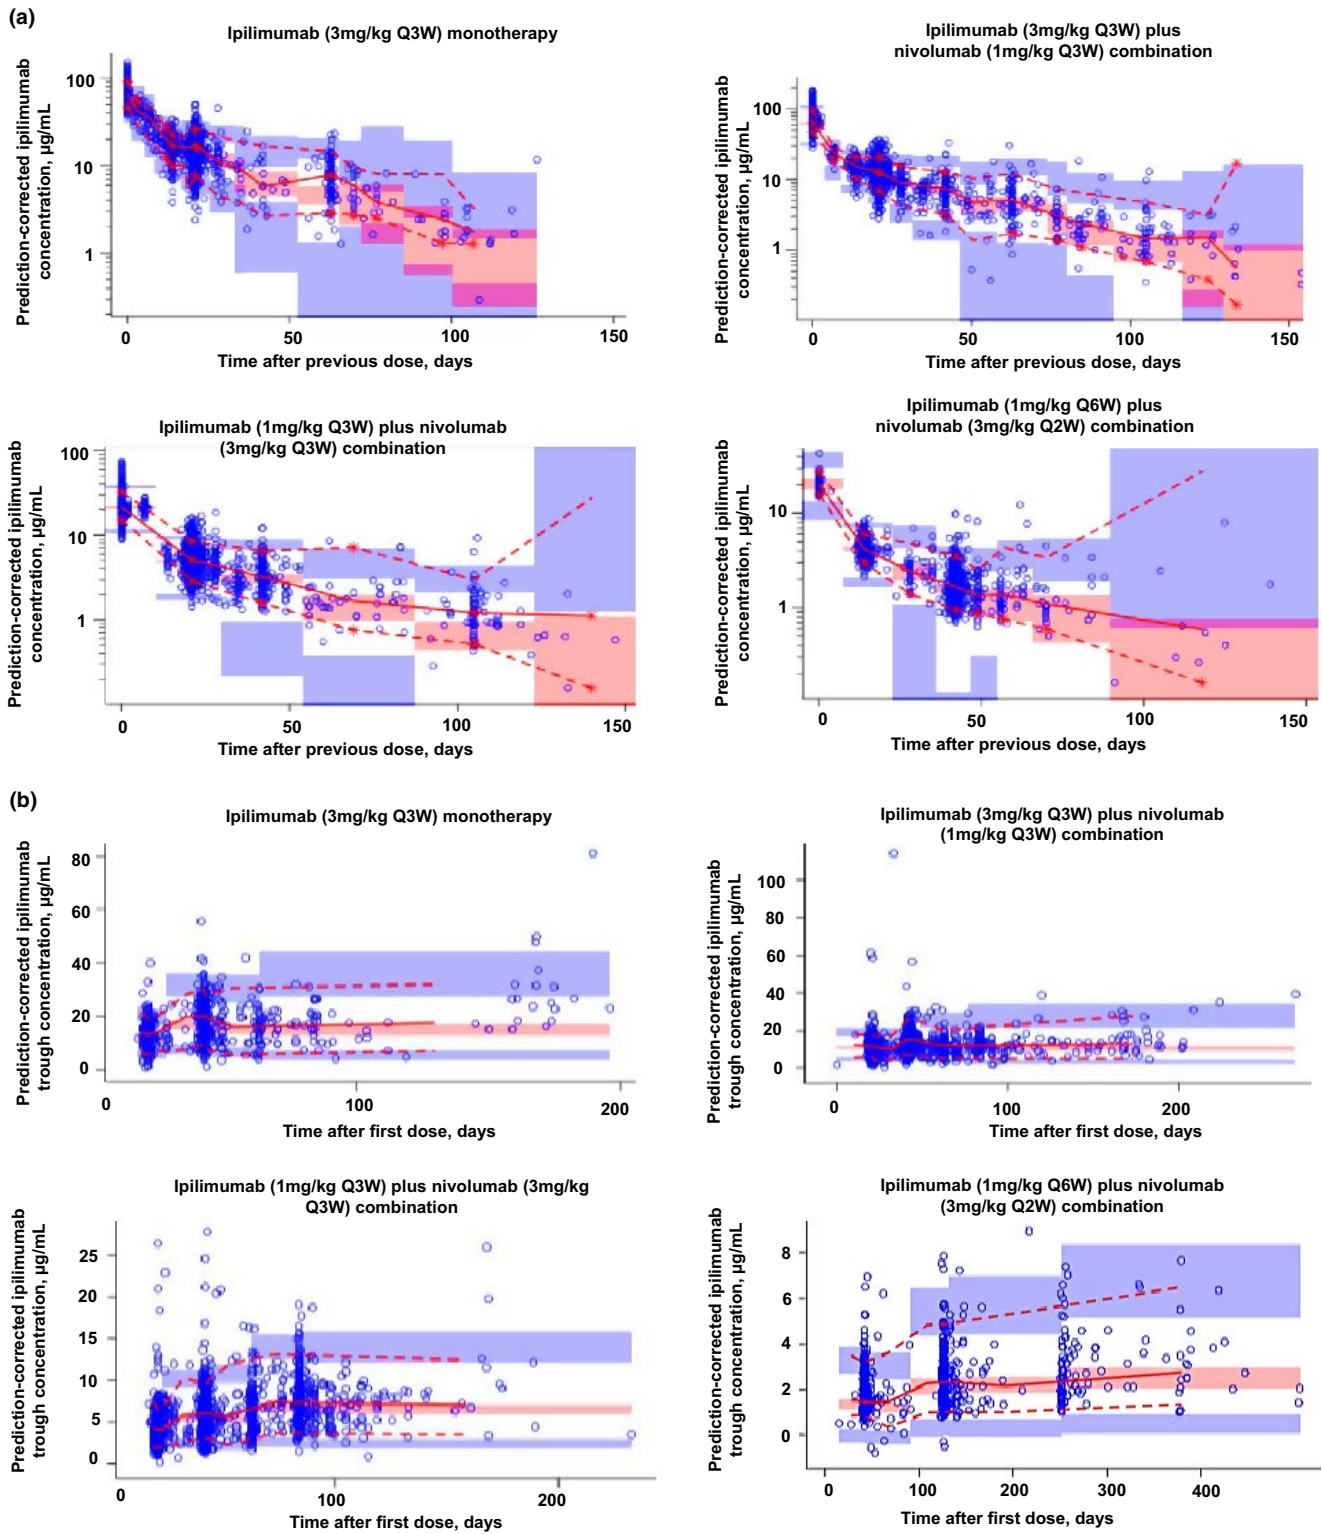 (a)
Ipilimumab (3mg/kg Q3W) monotherapy
Prediction-corrected ipilimumab
concentration, µg/mL
100
10
1
0
50
100
150
Time after previous dose, days
Ipilimumab (3mg/kg Q3W) plus
nivolumab (1mg/kg Q3W) combination
Prediction-corrected ipilimumab
concentration, µg/mL
100
10
1
0
50
100
150
Time after previous dose, days
Ipilimumab (1mg/kg Q3W) plus nivolumab
(3mg/kg Q3W) combination
Prediction-corrected ipilimumab
concentration, µg/mL
100
10
1
0
50
100
150
Time after previous dose, days
Ipilimumab (1mg/kg Q6W) plus
nivolumab (3mg/kg Q2W) combination
Prediction-corrected ipilimumab
concentration, µg/mL
10
1
0
50
100
150
Time after previous dose, days
(b)
Ipilimumab (3mg/kg Q3W) monotherapy
Prediction-corrected ipilimumab
trough concentration, µg/mL
80
60
40
20
0
0
100
200
Time after first dose, days
Ipilimumab (3mg/kg Q3W) plus nivolumab
(1mg/kg Q3W) combination
Prediction-corrected ipilimumab
trough concentration, µg/mL
100
80
60
40
20
0
0
100
200
Time after first dose, days
Ipilimumab (1mg/kg Q3W) plus nivolumab (3mg/kg
Q3W) combination
Prediction-corrected ipilimumab
trough concentration, µg/mL
25
20
15
10
5
0
0
100
200
Time after first dose, days
Ipilimumab (1mg/kg Q6W) plus nivolumab
(3mg/kg Q2W) combination
Prediction-corrected ipilimumab
trough concentration, µg/mL
8
6
4
2
0
0
100
200
300
400
Time after first dose, days